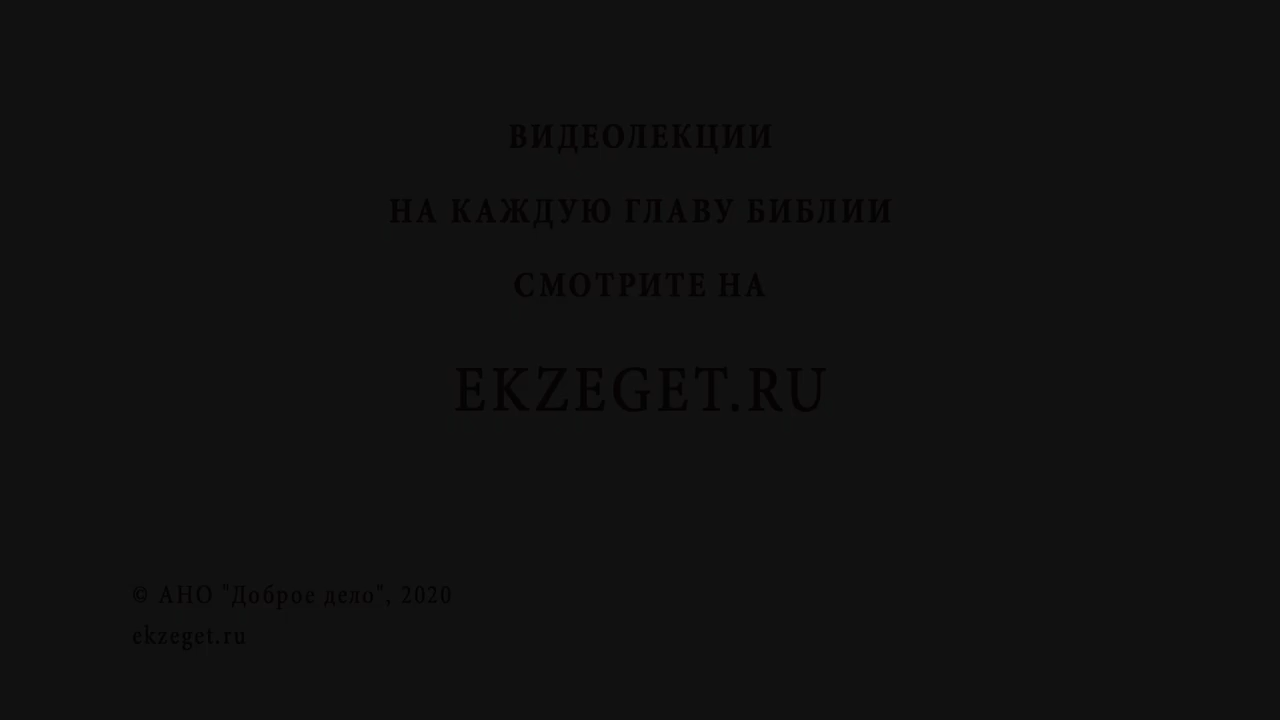 ВИДЕОЛЕКЦИИ
НА КАЖДУЮ ГЛАВУ БИБЛИИ
СМОТРИТЕ НА
EKZEGET.RU
© АНО "Доброе дело", 2020
ekzeget.ru